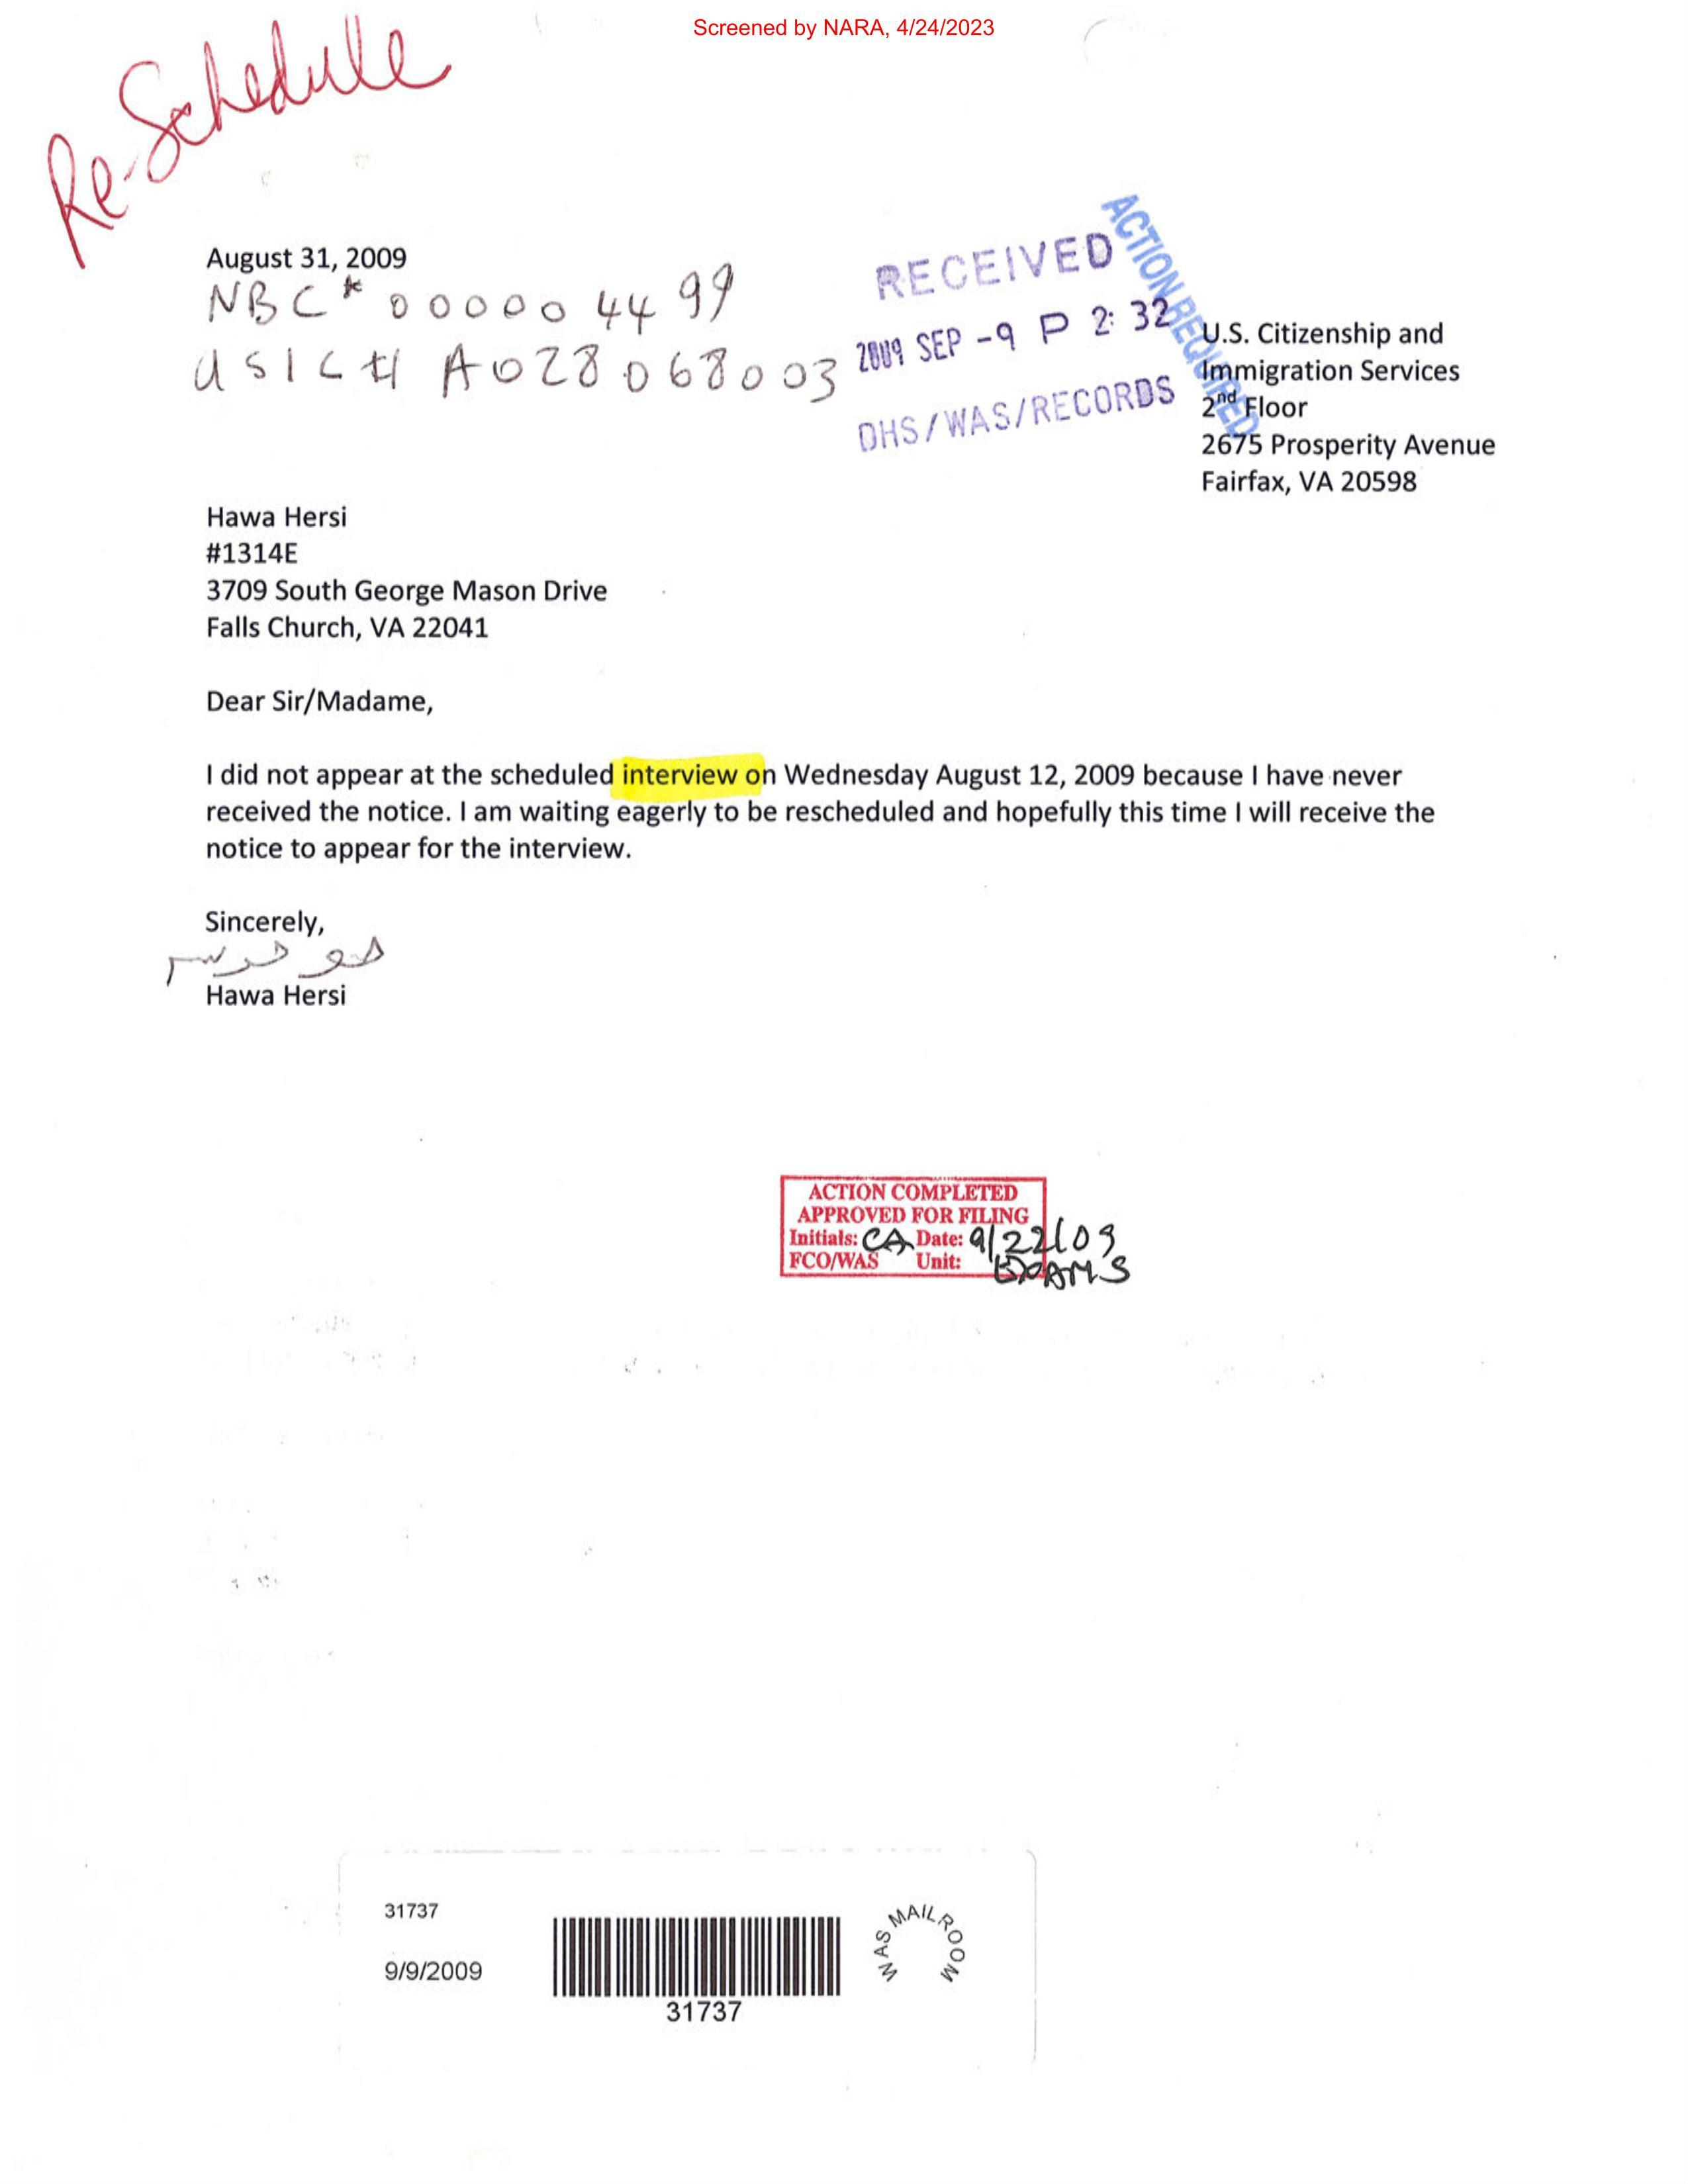 Screened by NARA, 4/24/2023
Re-Schedule
August 31, 2009
NBC* 000004499
USIC# A028068003
RECEIVED
2009 SEP -9 P 2: 32
DHS/WAS/RECORDS
ACTION REQUIRED
U.S. Citizenship and
Immigration Services
2nd Floor
2675 Prosperity Avenue
Fairfax, VA 20598
Hawa Hersi
#1314E
3709 South George Mason Drive
Falls Church, VA 22041
Dear Sir/Madame,
I did not appear at the scheduled interview on Wednesday August 12, 2009 because I have never
received the notice. I am waiting eagerly to be rescheduled and hopefully this time I will receive the
notice to appear for the interview.
Sincerely,
حو حرسي
Hawa Hersi
ACTION COMPLETED
APPROVED FOR FILING
Initials: CA Date: 9/22/09
FCO/WAS Unit: EXAMS
31737
9/9/2009
31737
WAS MAILROOM